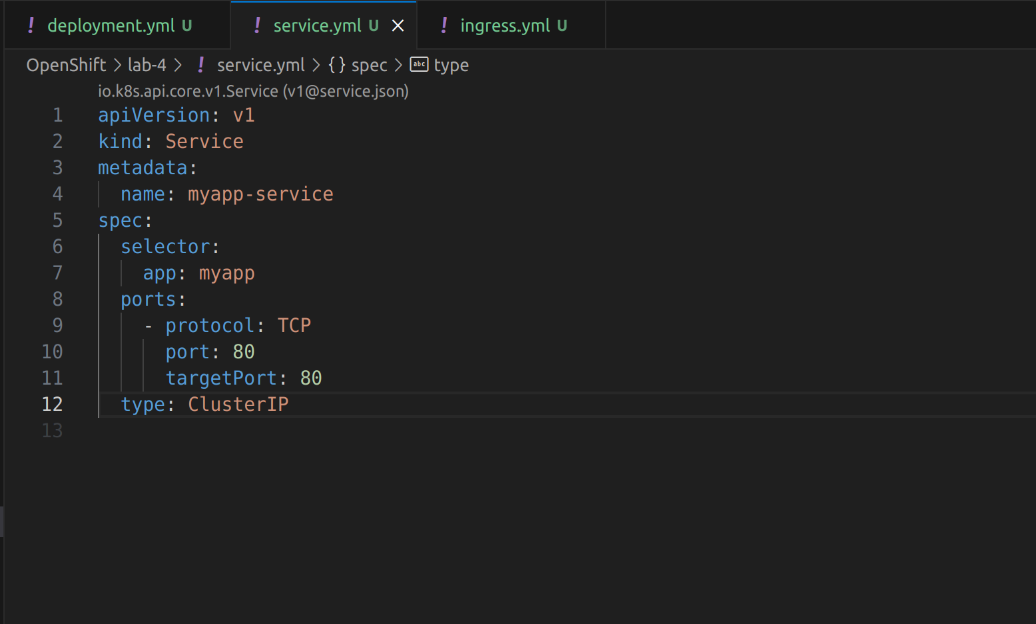 ! deployment.yml U ! service.yml U × ! ingress.yml U
OpenShift > lab-4 > ! service.yml > {} spec > abc type
io.k8s.api.core.v1.Service (v1@service.json)
1 apiVersion: v1
2 kind: Service
3 metadata:
4   name: myapp-service
5 spec:
6   selector:
7     app: myapp
8   ports:
9     - protocol: TCP
10       port: 80
11       targetPort: 80
12   type: ClusterIP
13